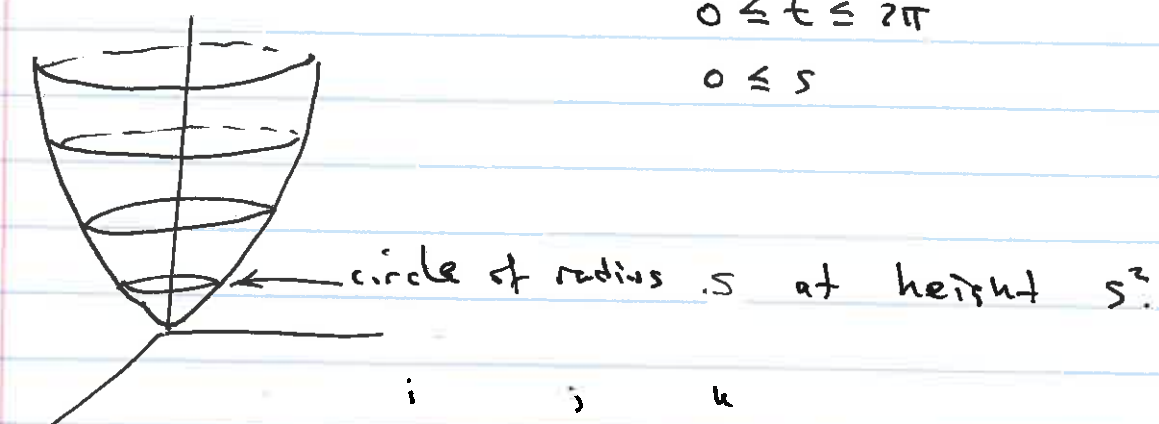 0 ≤ t ≤ 2π
0 ≤ s
circle of radius s at height s².
i j k